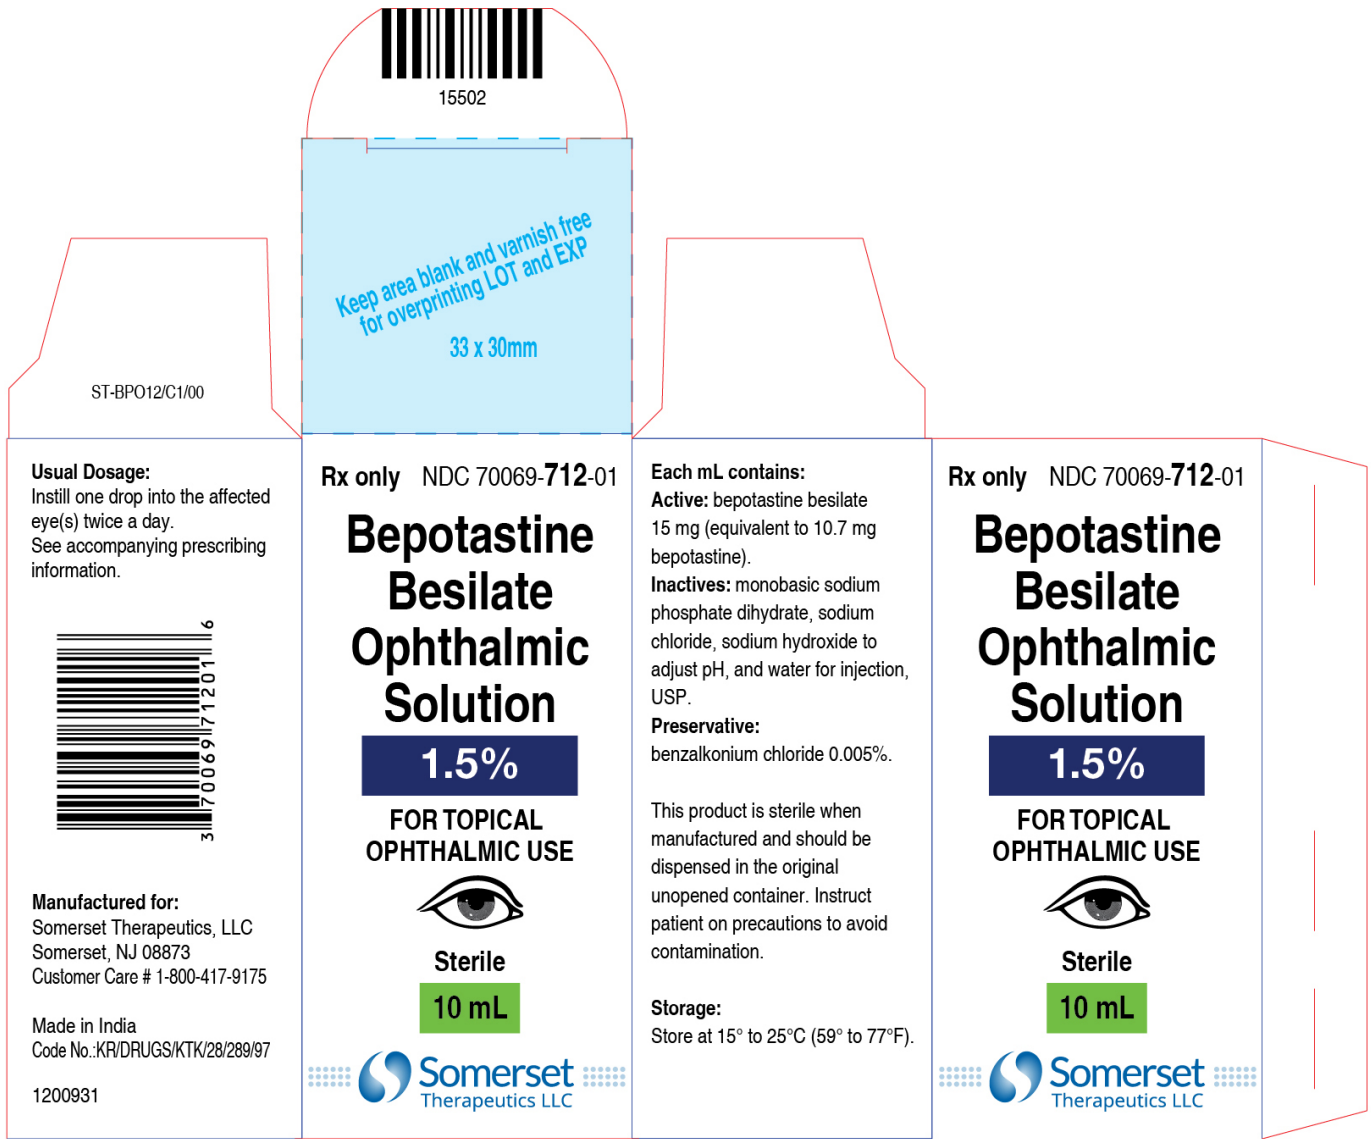 15502
Keep area blank and varnish free
for overprinting LOT and EXP
33 x 30mm
ST-BPO12/C1/00
Usual Dosage:
Instill one drop into the affected
eye(s) twice a day.
See accompanying prescribing
information.
3 70069 71201 6
Manufactured for:
Somerset Therapeutics, LLC
Somerset, NJ 08873
Customer Care # 1-800-417-9175
Made in India
Code No.:KR/DRUGS/KTK/28/289/97
1200931
Rx only NDC 70069-712-01
Bepotastine
Besilate
Ophthalmic
Solution
1.5%
FOR TOPICAL
OPHTHALMIC USE
Sterile
10 mL
Somerset
Therapeutics LLC
Each mL contains:
Active: bepotastine besilate
15 mg (equivalent to 10.7 mg
bepotastine).
Inactives: monobasic sodium
phosphate dihydrate, sodium
chloride, sodium hydroxide to
adjust pH, and water for injection,
USP.
Preservative:
benzalkonium chloride 0.005%.
This product is sterile when
manufactured and should be
dispensed in the original
unopened container. Instruct
patient on precautions to avoid
contamination.
Storage:
Store at 15° to 25°C (59° to 77°F).
Rx only NDC 70069-712-01
Bepotastine
Besilate
Ophthalmic
Solution
1.5%
FOR TOPICAL
OPHTHALMIC USE
Sterile
10 mL
Somerset
Therapeutics LLC